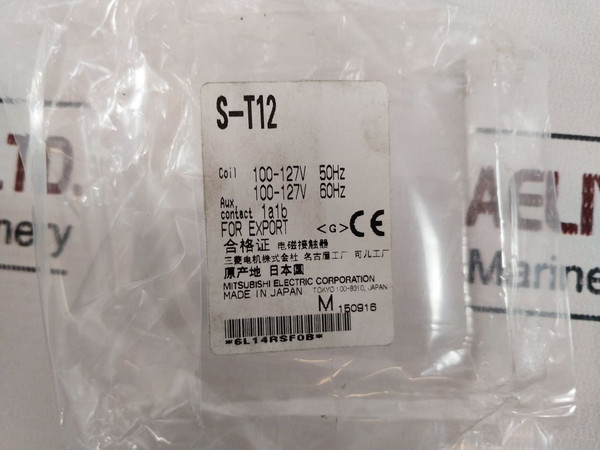 S-T12
Coil 100-127V 50Hz
100-127V 60Hz
Aux.
contact 1a1b
FOR EXPORT <G> CE
合格证 电磁接触器
三菱电机株式会社 名古屋工厂 可儿工厂
原产地 日本国
MITSUBISHI ELECTRIC CORPORATION
MADE IN JAPAN TOKYO 100-8310, JAPAN
M 150916
*6L14RSF0B*
LTD.
Marine